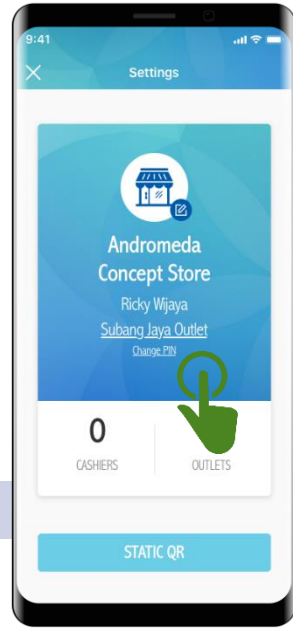 9:41
Settings
Andromeda
Concept Store
Ricky Wijaya
Subang Jaya Outlet
Change PIN
0
CASHIERS
OUTLETS
STATIC QR